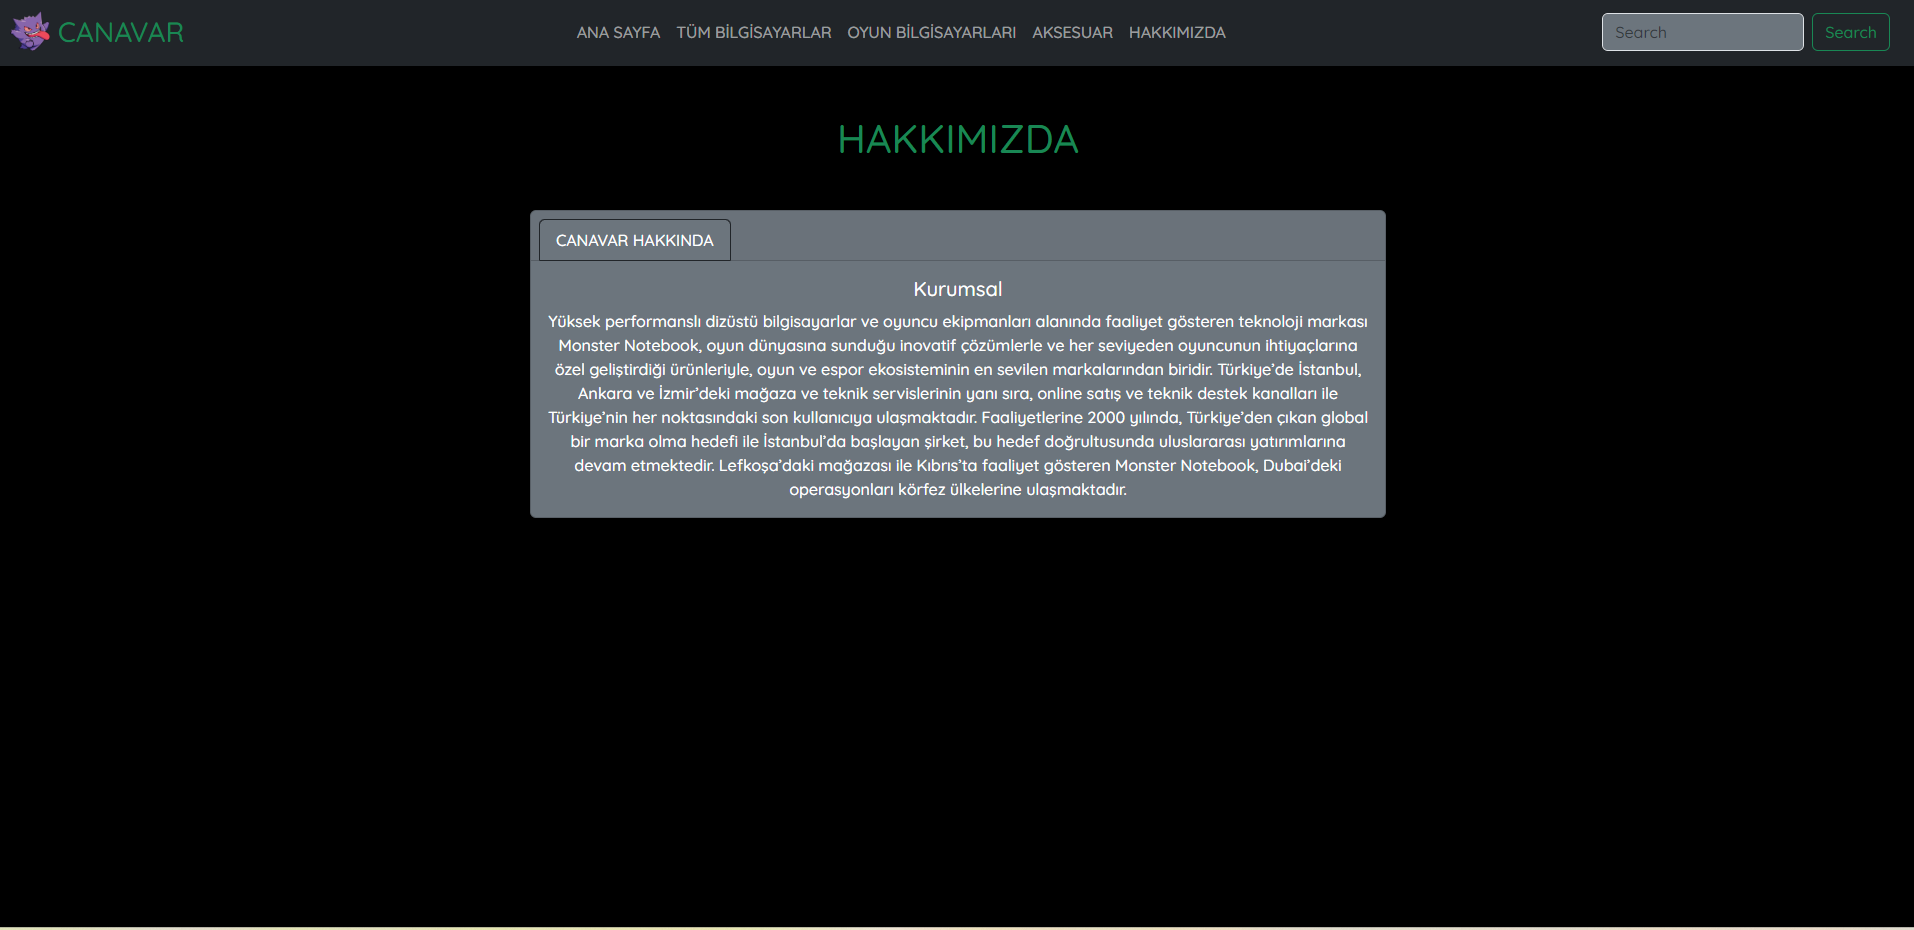 CANAVAR
ANA SAYFA TÜM BİLGİSAYARLAR OYUN BİLGİSAYARLARI AKSESUAR HAKKIMIZDA
Search Search
HAKKIMIZDA
CANAVAR HAKKINDA
Kurumsal
Yüksek performanslı dizüstü bilgisayarlar ve oyuncu ekipmanları alanında faaliyet gösteren teknoloji markası
Monster Notebook, oyun dünyasına sunduğu inovatif çözümlerle ve her seviyeden oyuncunun ihtiyaçlarına
özel geliştirdiği ürünleriyle, oyun ve espor ekosisteminin en sevilen markalarından biridir. Türkiye’de İstanbul,
Ankara ve İzmir’deki mağaza ve teknik servislerinin yanı sıra, online satış ve teknik destek kanalları ile
Türkiye’nin her noktasındaki son kullanıcıya ulaşmaktadır. Faaliyetlerine 2000 yılında, Türkiye’den çıkan global
bir marka olma hedefi ile İstanbul’da başlayan şirket, bu hedef doğrultusunda uluslararası yatırımlarına
devam etmektedir. Lefkoşa’daki mağazası ile Kıbrıs’ta faaliyet gösteren Monster Notebook, Dubai’deki
operasyonları körfez ülkelerine ulaşmaktadır.